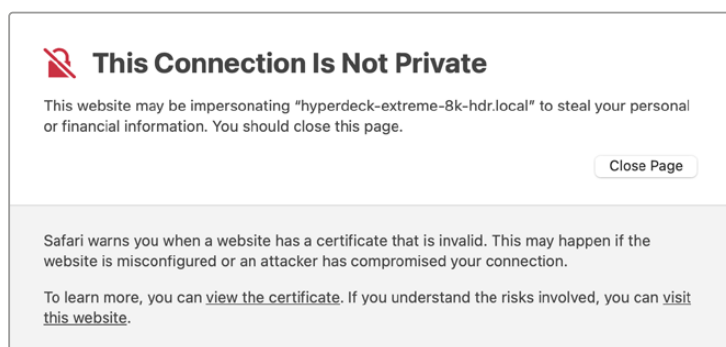 This Connection Is Not Private
This website may be impersonating “hyperdeck-extreme-8k-hdr.local” to steal your personal
or financial information. You should close this page.
Close Page
Safari warns you when a website has a certificate that is invalid. This may happen if the
website is misconfigured or an attacker has compromised your connection.
To learn more, you can view the certificate. If you understand the risks involved, you can visit
this website.